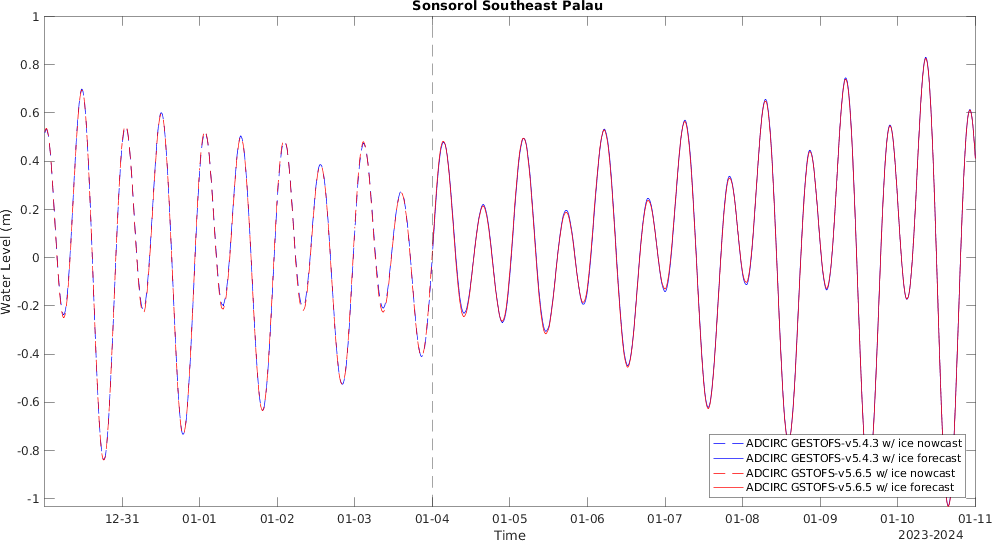 Sonsorol Southeast Palau
1
0.8
0.6
0.4
0.2
0
-0.2
-0.4
-0.6
-0.8
-1
Water Level (m)
ADCIRC GESTOFS-v5.4.3 w/ ice nowcast
ADCIRC GESTOFS-v5.4.3 w/ ice forecast
ADCIRC GSTOFS-v5.6.5 w/ ice nowcast
ADCIRC GSTOFS-v5.6.5 w/ ice forecast
12-31 01-01 01-02 01-03 01-04 01-05 01-06 01-07 01-08 01-09 01-10 01-11
Time
2023-2024